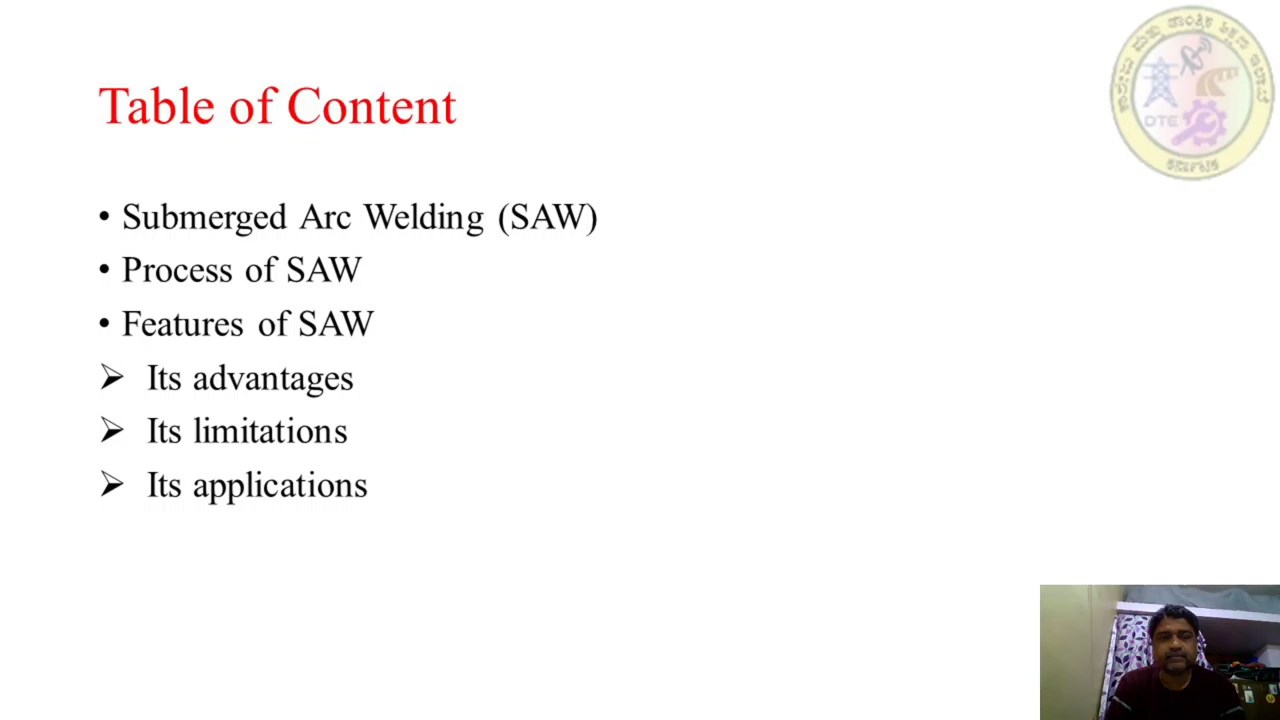 Table of Content
• Submerged Arc Welding (SAW)
• Process of SAW
• Features of SAW
➢ Its advantages
➢ Its limitations
➢ Its applications
DTE